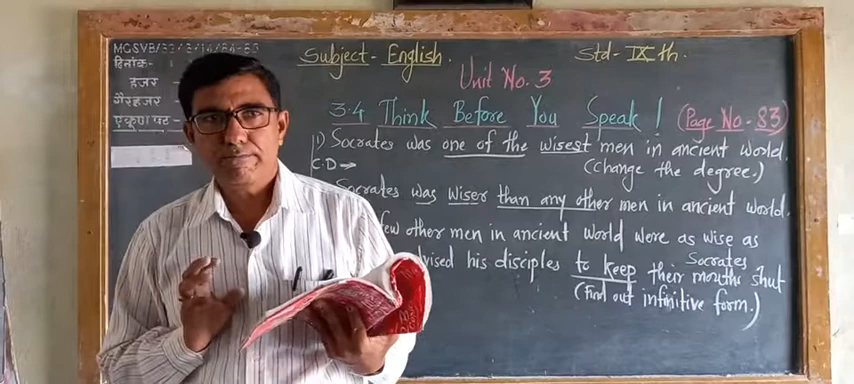 MGSVB/
दिनांक :
हजर
गैरहजर
एकूण पट
Subject - English.
Std - IX th.
Unit No. 3
3.4 Think Before You Speak! (Page No - 83)
1) Socrates was one of the wisest men in ancient world.
C.D → (Change the degree.)
Socrates was wiser than any other men in ancient world.
few other men in ancient world were as wise as
Socrates
his disciples to keep their mouths shut
(Find out infinitive form.)